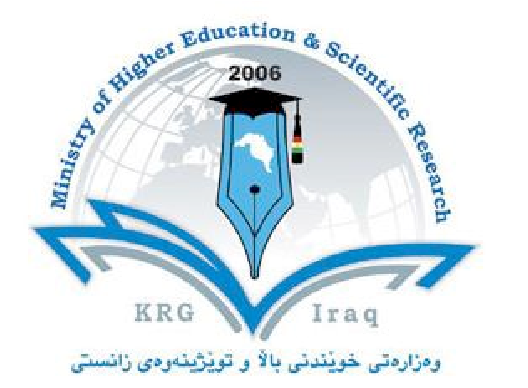 Ministry of Higher Education & Scientific Research
2006
KRG Iraq
وەزارەتی خوێندنی باڵا و توێژینەوەی زانستی